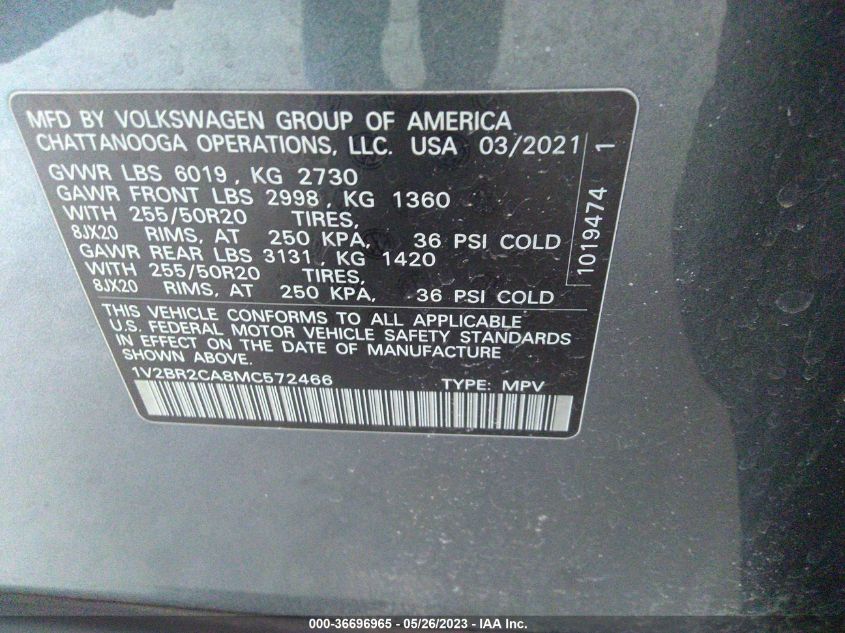 MFD BY VOLKSWAGEN GROUP OF AMERICA
CHATTANOOGA OPERATIONS, LLC. USA 03/2021
GVWR LBS 6019, KG 2730
GAWR FRONT LBS 2998, KG 1360
WITH 255/50R20 TIRES,
8JX20 RIMS, AT 250 KPA, 36 PSI COLD
GAWR REAR LBS 3131, KG 1420
WITH 255/50R20 TIRES,
8JX20 RIMS, AT 250 KPA, 36 PSI COLD
THIS VEHICLE CONFORMS TO ALL APPLICABLE
U.S. FEDERAL MOTOR VEHICLE SAFETY STANDARDS
IN EFFECT ON THE DATE OF MANUFACTURE
SHOWN ABOVE.
1V2BR2CA8MC572466 TYPE: MPV
1019474 1
000-36696965 - 05/26/2023 - IAA Inc.